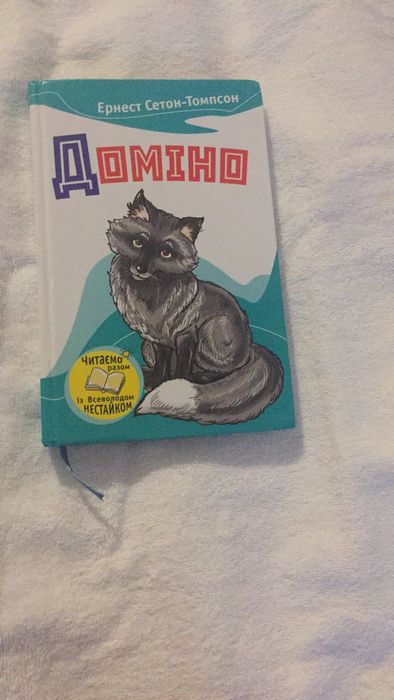 Ернест Сетон-Томпсон
Доміно
Читаємо
разом
із Всеволодом
НЕСТАЙКОМ